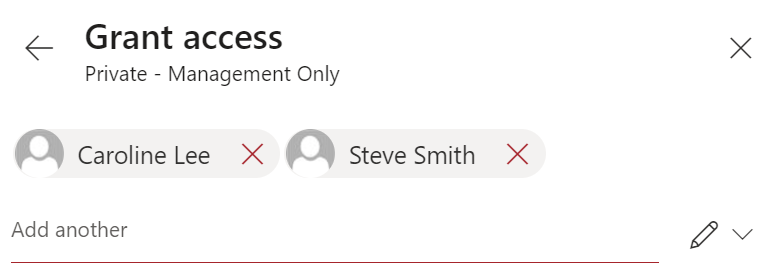 Grant access
Private - Management Only
Caroline Lee Steve Smith
Add another